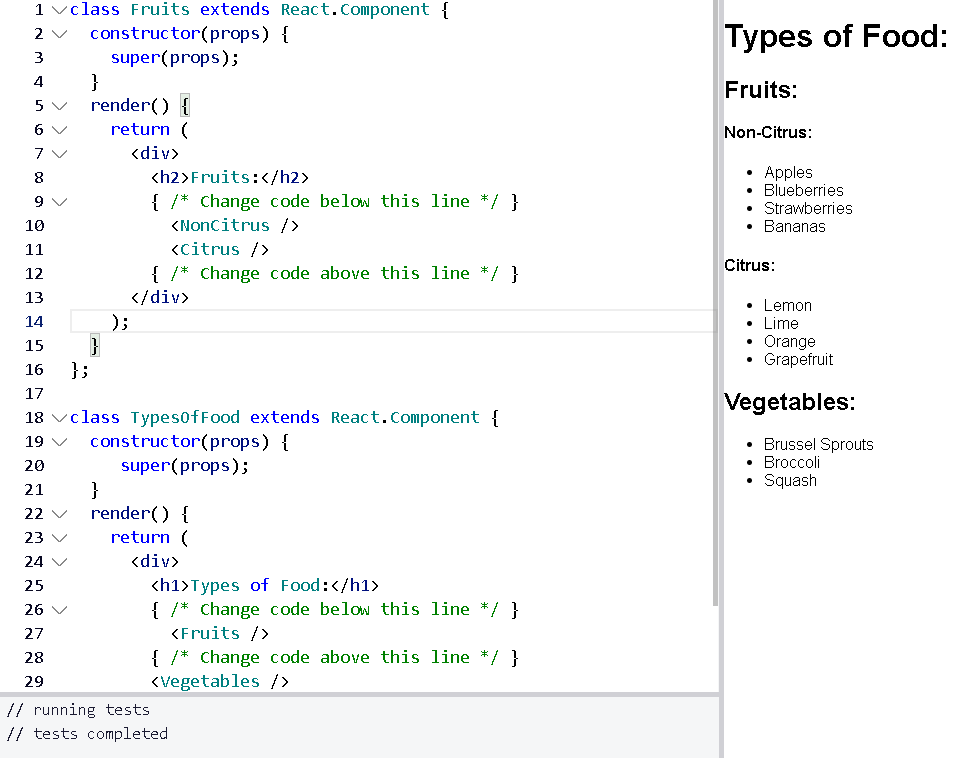 1 class Fruits extends React.Component {
2 constructor(props) {
3 super(props);
4 }
5 render() {
6 return (
7 <div>
8 <h2>Fruits:</h2>
9 { /* Change code below this line */ }
10 <NonCitrus />
11 <Citrus />
12 { /* Change code above this line */ }
13 </div>
14 );
15 }
16 };
17
18 class TypesOfFood extends React.Component {
19 constructor(props) {
20 super(props);
21 }
22 render() {
23 return (
24 <div>
25 <h1>Types of Food:</h1>
26 { /* Change code below this line */ }
27 <Fruits />
28 { /* Change code above this line */ }
29 <Vegetables />
// running tests
// tests completed
Types of Food:
Fruits:
Non-Citrus:
• Apples
• Blueberries
• Strawberries
• Bananas
Citrus:
• Lemon
• Lime
• Orange
• Grapefruit
Vegetables:
• Brussel Sprouts
• Broccoli
• Squash